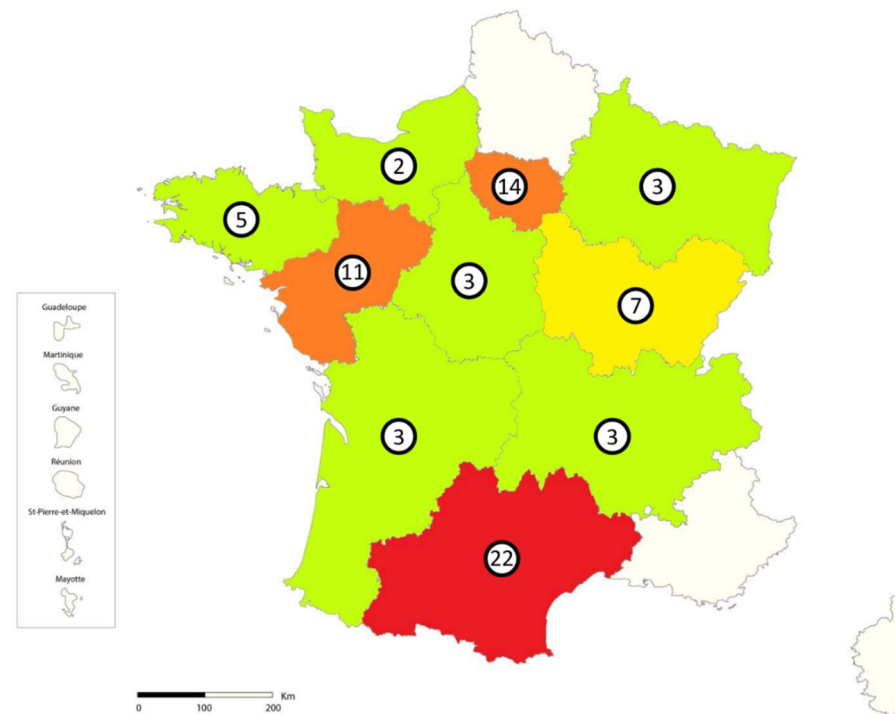 2
14
3
5
11
3
7
3
3
22
Guadeloupe
Martinique
Guyane
Réunion
St-Pierre-et-Miquelon
Mayotte
Km
0 100 200